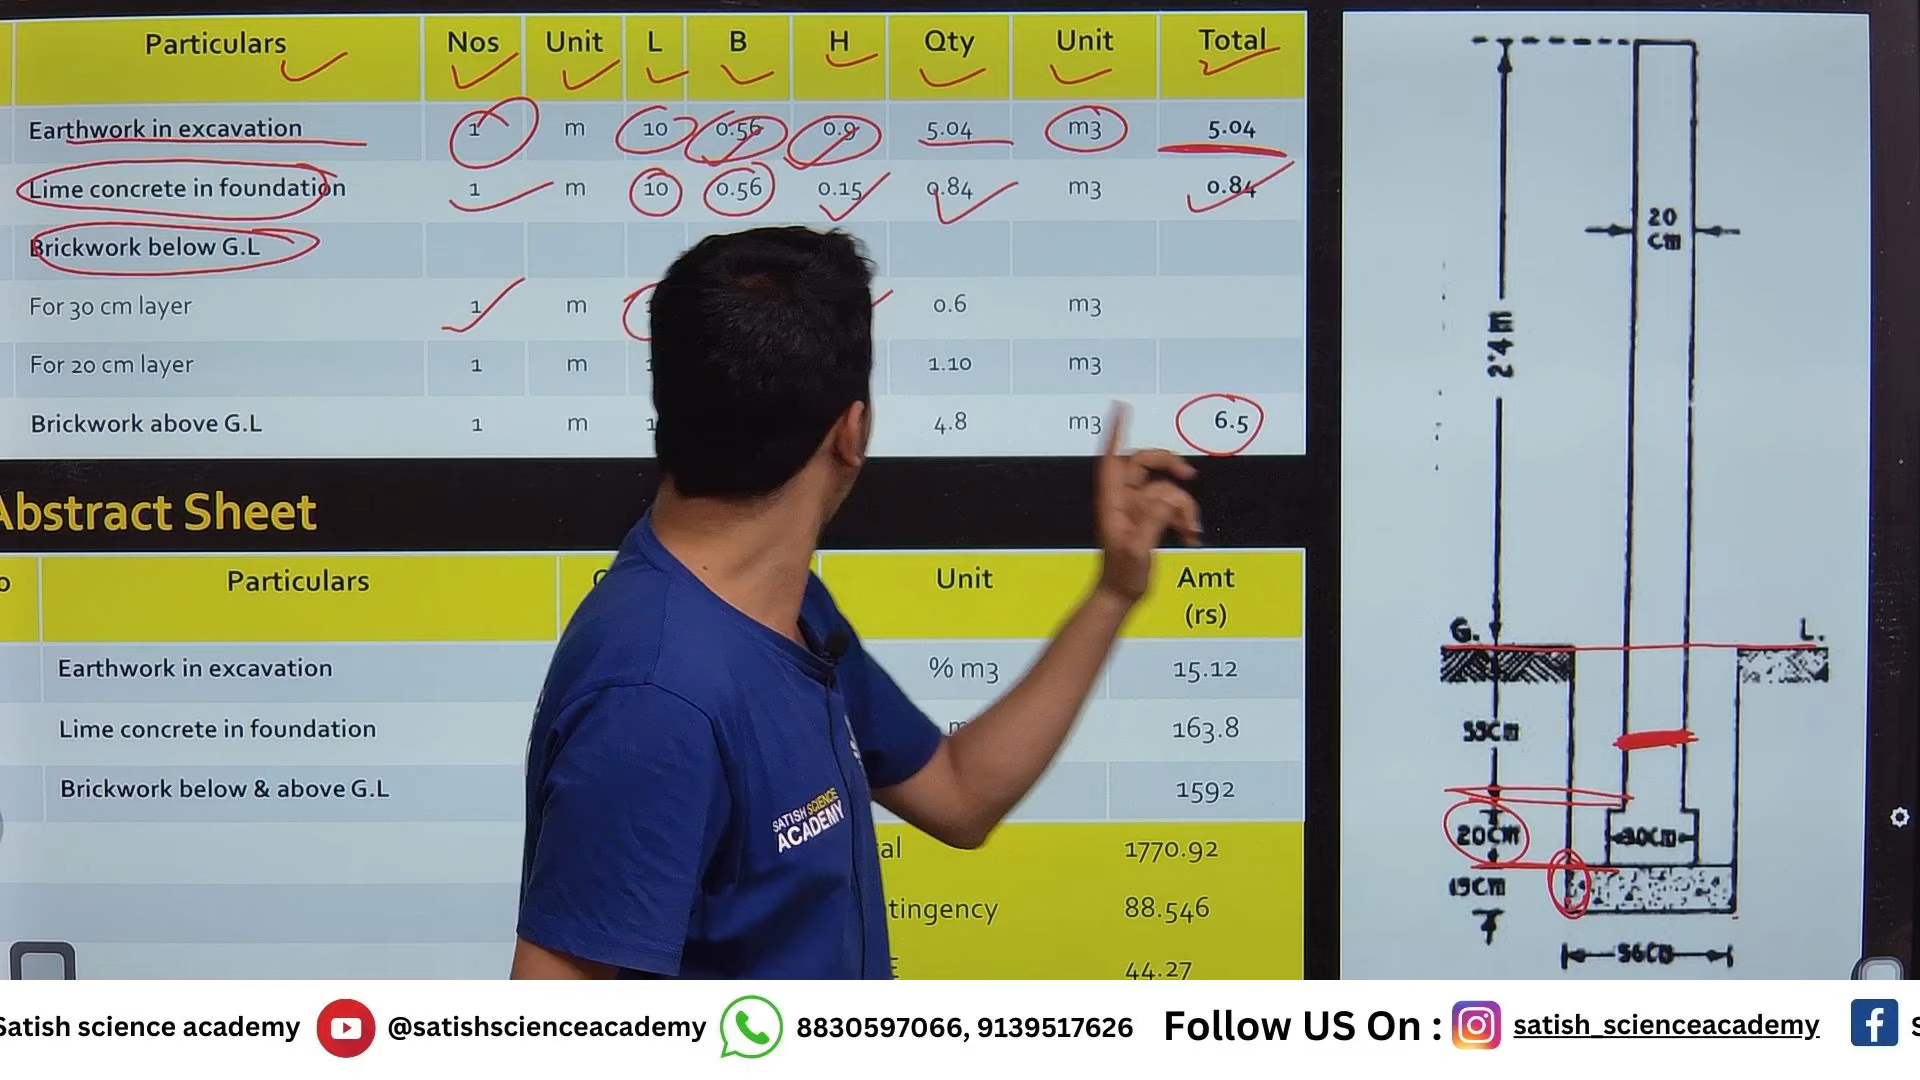 Particulars Nos Unit L B H Qty Unit Total
Earthwork in excavation 1 m 10 0.56 0.9 5.04 m3 5.04
Lime concrete in foundation 1 m 10 0.56 0.15 0.84 m3 0.84
Brickwork below G.L
For 30 cm layer 1 m 0.6 m3
For 20 cm layer 1 m 1.10 m3
Brickwork above G.L 1 m 4.8 m3 6.5
Abstract Sheet
Particulars Unit Amt
(rs)
Earthwork in excavation % m3 15.12
Lime concrete in foundation 163.8
Brickwork below & above G.L 1592
al 1770.92
tingency 88.546
44.27
20
cm
G. L.
20cm
56cm
SATISH SCIENCE
ACADEMY
Satish science academy @satishscienceacademy 8830597066, 9139517626 Follow US On : satish_scienceacademy